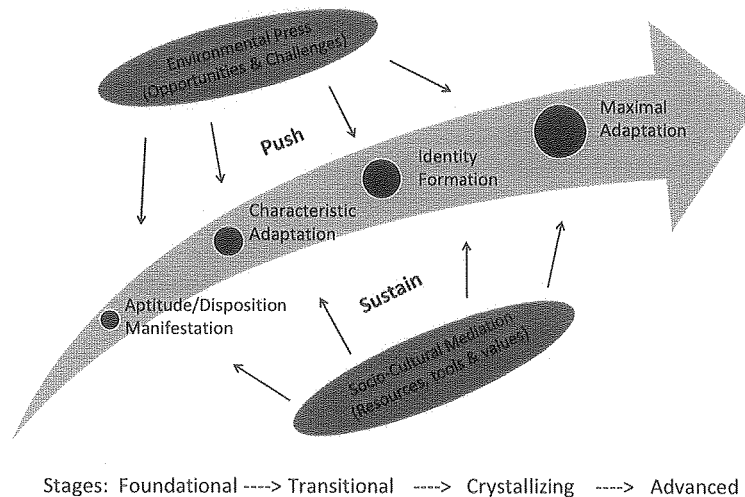 Environmental Press
(Opportunities & Challenges)
Push
Maximal
Adaptation
Identity
Formation
Characteristic
Adaptation
Aptitude/Disposition
Manifestation
Sustain
Socio-Cultural Mediation
(Resources, tools & values)
Stages: Foundational ----> Transitional ----> Crystallizing ----> Advanced